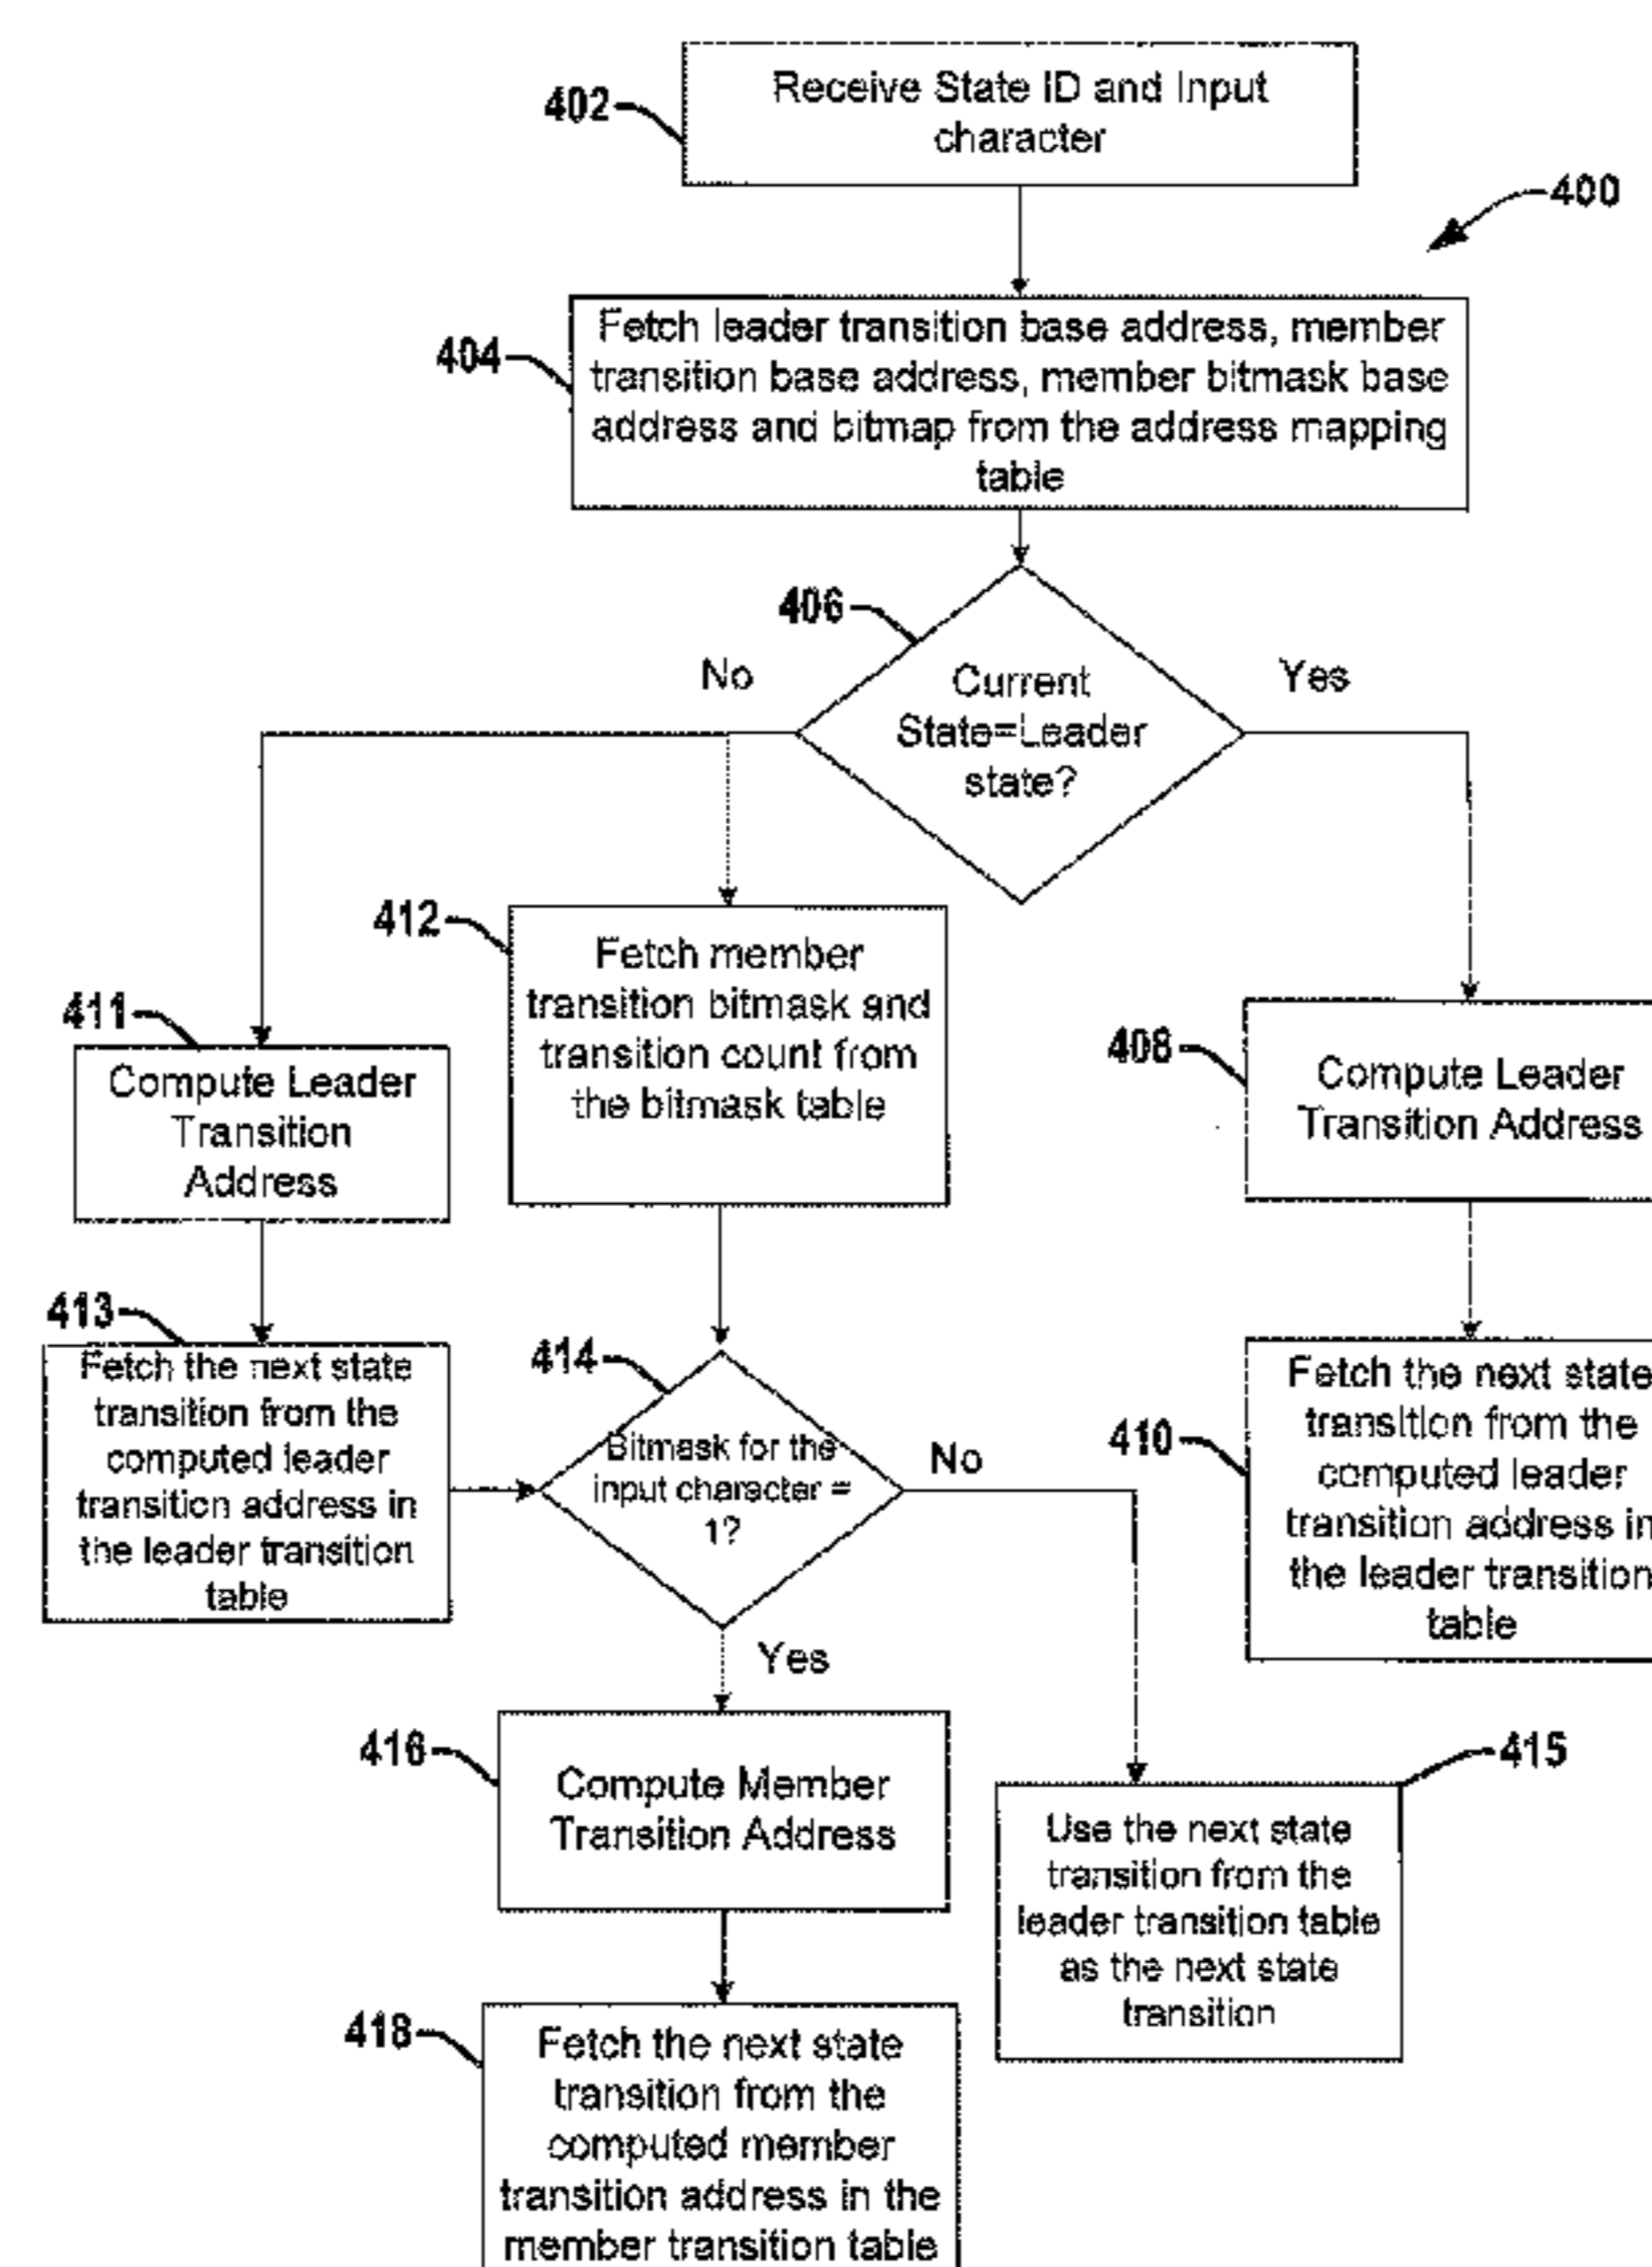 402
Receive State ID and Input
character
400
404
Fetch leader transition base address, member
transition base address, member bitmask base
address and bitmap from the address mapping
table
406
No
Current
State=Leader
state?
Yes
412
Fetch member
transition bitmask and
transition count from
the bitmask table
411
Compute Leader
Transition
Address
408
Compute Leader
Transition Address
413
Fetch the next state
transition from the
computed leader
transition address in
the leader transition
table
414
Bitmask for the
input character =
1?
No
Yes
410
Fetch the next state
transition from the
computed leader
transition address in
the leader transition
table
416
Compute Member
Transition Address
415
Use the next state
transition from the
leader transition table
as the next state
transition
418
Fetch the next state
transition from the
computed member
transition address in the
member transition table